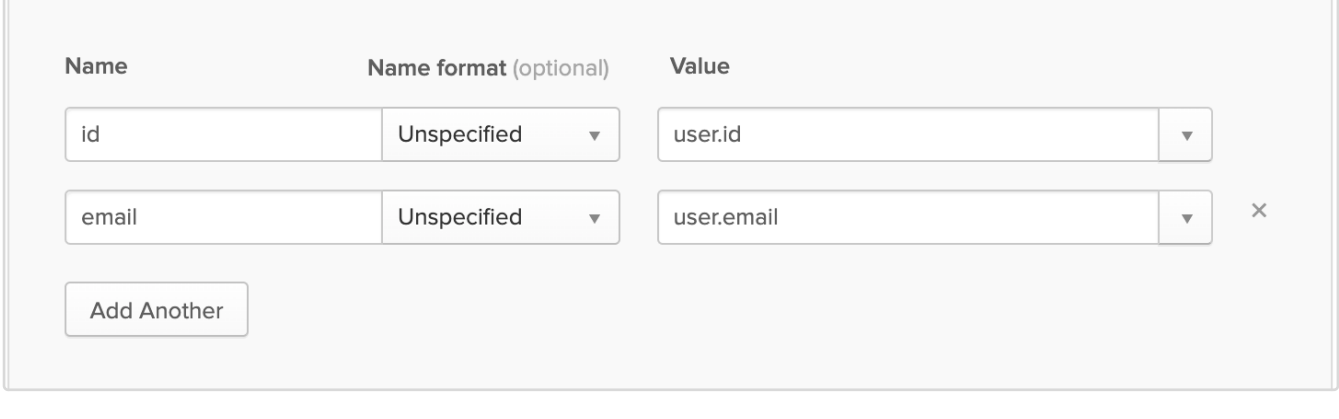 Name Name format (optional) Value
id Unspecified user.id
email Unspecified user.email
Add Another